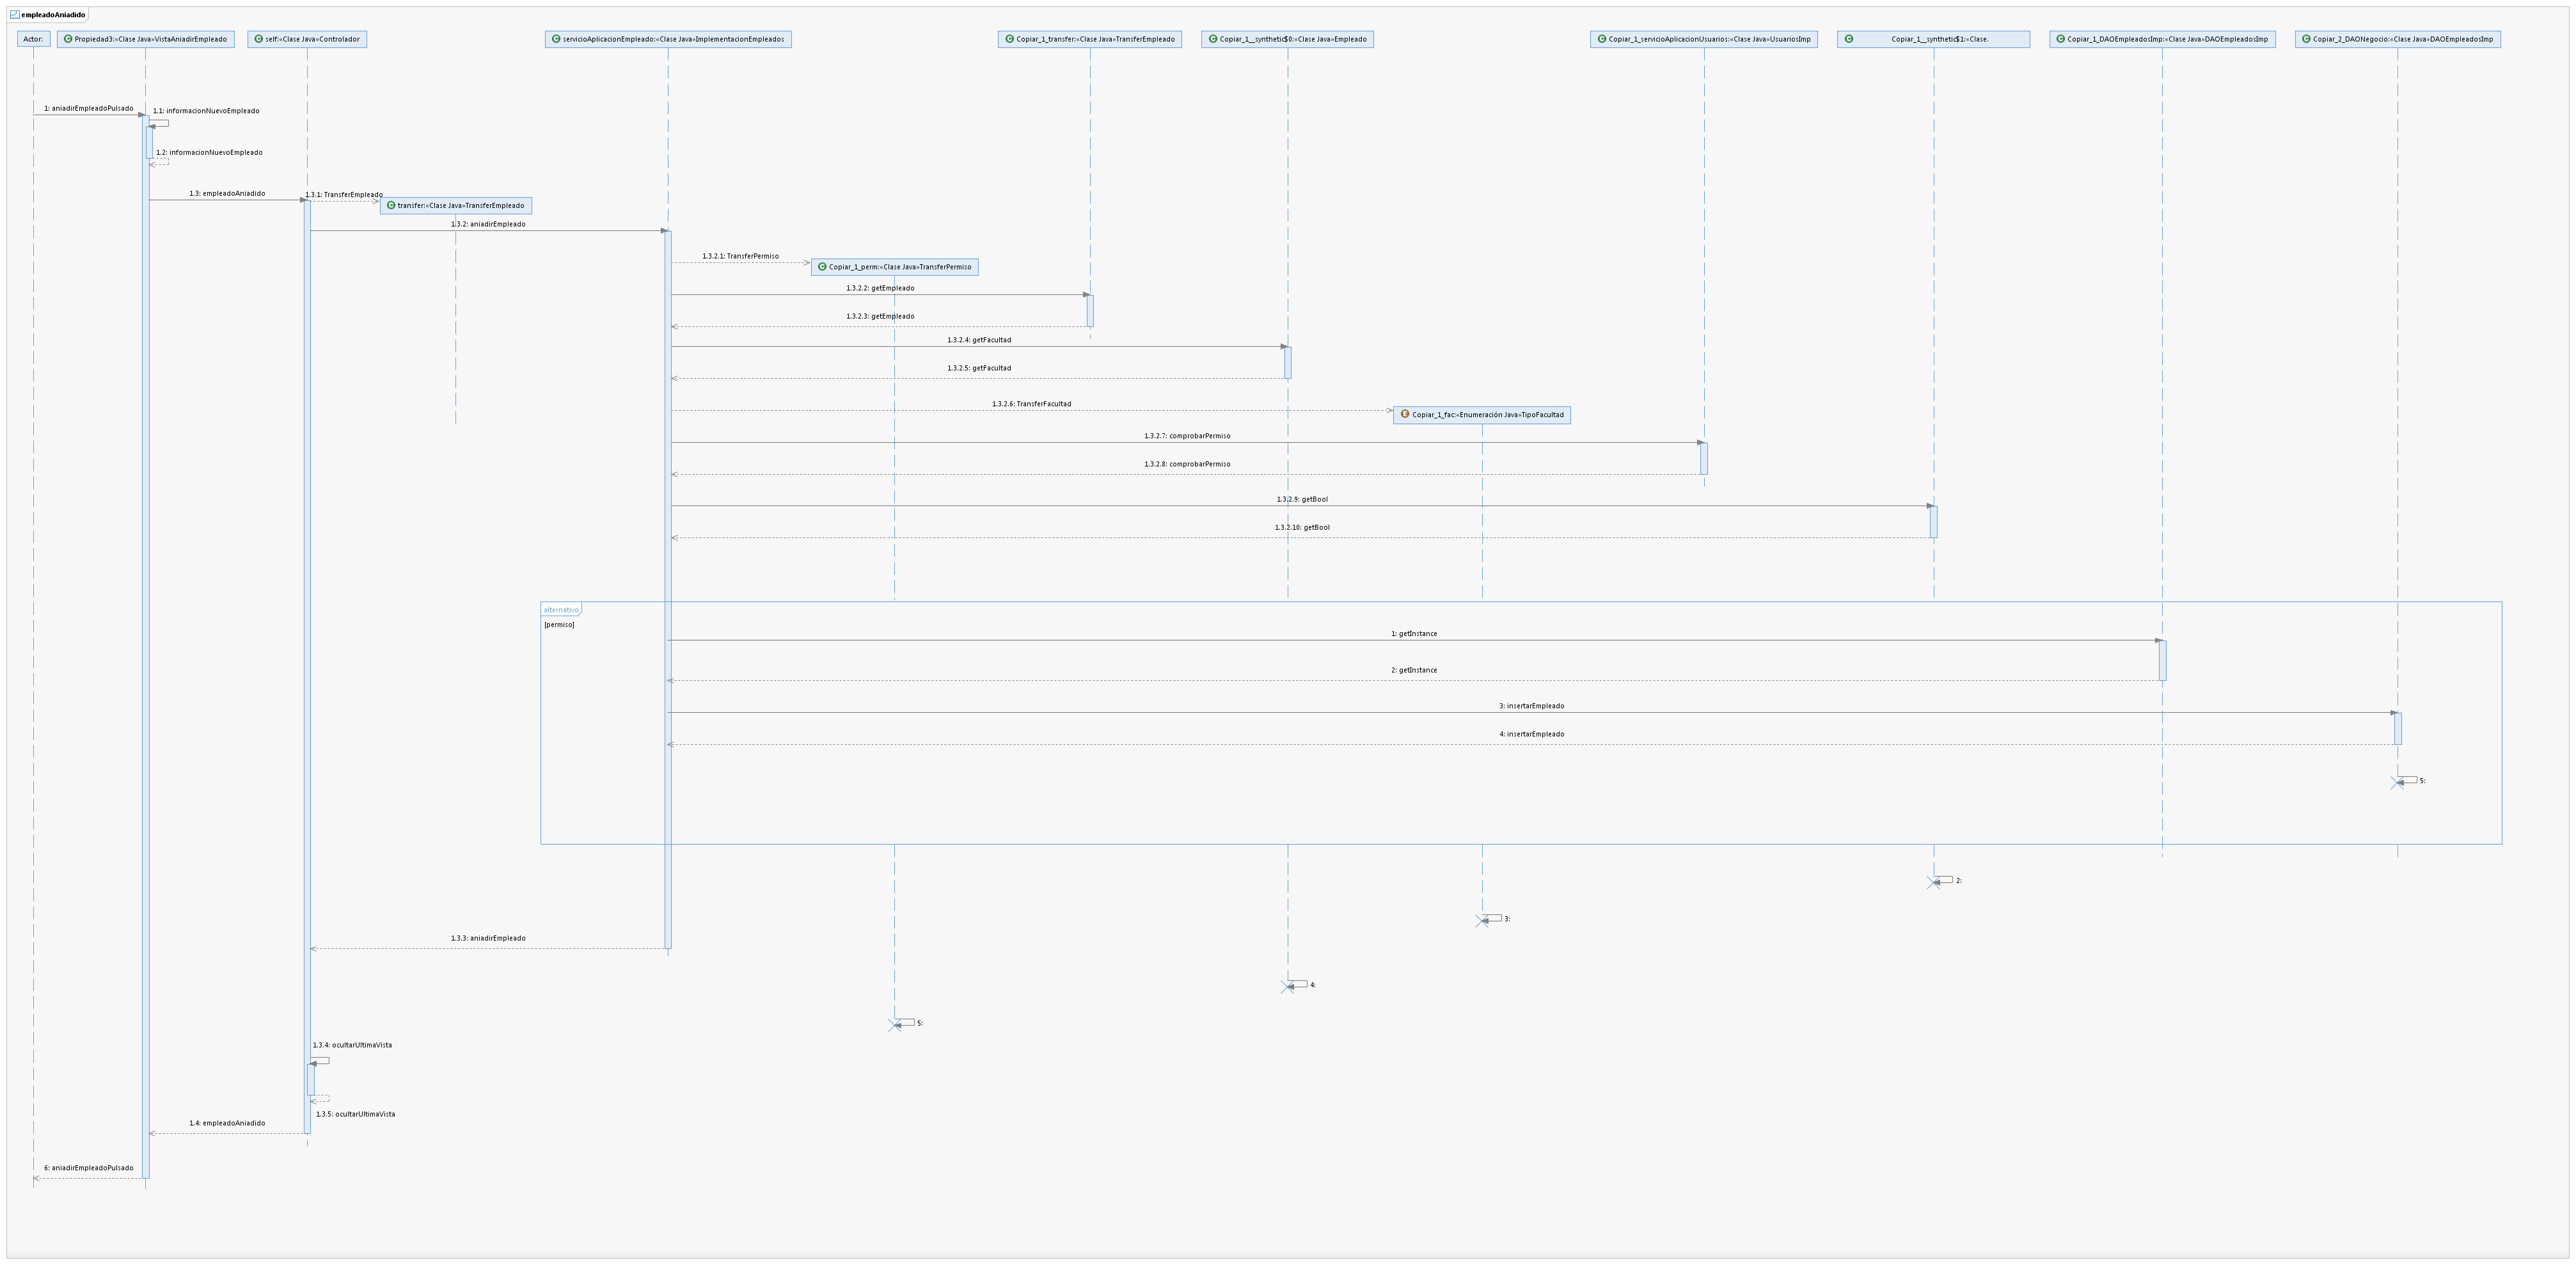 empleadoAniadido
Actor:
Propiedad3:«Clase Java»VistaAniadirEmpleado
self:«Clase Java»Controlador
servicioAplicacionEmpleado:«Clase Java»ImplementacionEmpleados
Copiar_1_transfer:«Clase Java»TransferEmpleado
Copiar_1__synthetic$0:«Clase Java»Empleado
Copiar_1_servicioAplicacionUsuarios:«Clase Java»UsuariosImp
Copiar_1__synthetic$1:«Clase.
Copiar_1_DAOEmpleadosImp:«Clase Java»DAOEmpleadosImp
Copiar_2_DAONegocio:«Clase Java»DAOEmpleadosImp
1: aniadirEmpleadoPulsado
1.1: informacionNuevoEmpleado
1.2: informacionNuevoEmpleado
1.3: empleadoAniadido
1.3.1: TransferEmpleado
transfer:«Clase Java»TransferEmpleado
1.3.2: aniadirEmpleado
1.3.2.1: TransferPermiso
Copiar_1_perm:«Clase Java»TransferPermiso
1.3.2.2: getEmpleado
1.3.2.3: getEmpleado
1.3.2.4: getFacultad
1.3.2.5: getFacultad
1.3.2.6: TransferFacultad
Copiar_1_fac:«Enumeración Java»TipoFacultad
1.3.2.7: comprobarPermiso
1.3.2.8: comprobarPermiso
1.3.2.9: getBool
1.3.2.10: getBool
alternativo
[permiso]
1: getInstance
2: getInstance
3: insertarEmpleado
4: insertarEmpleado
5:
2:
3:
1.3.3: aniadirEmpleado
4:
5:
1.3.4: ocultarUltimaVista
1.3.5: ocultarUltimaVista
1.4: empleadoAniadido
6: aniadirEmpleadoPulsado